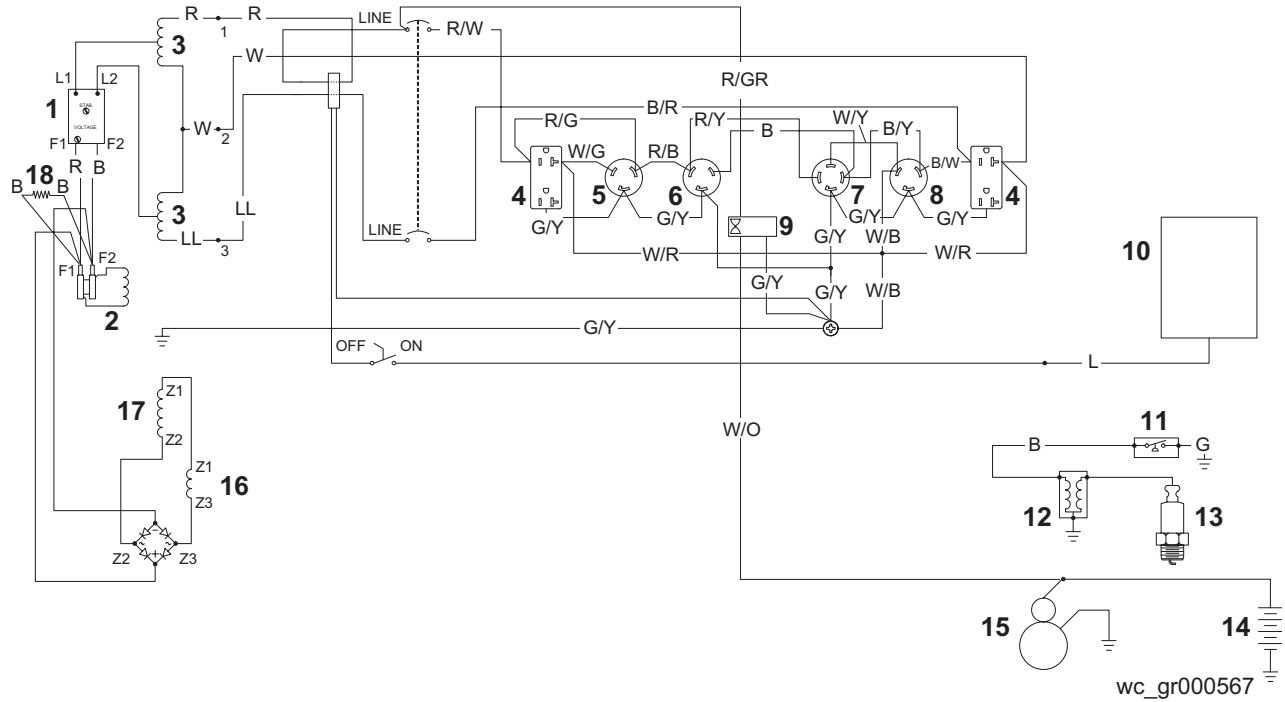 R R LINE R/W
1
3
W
L1 L2
R/GR
1
STAB.
VOLTAGE
F1 F2
W 2
B/R
R/G R/Y B W/Y B/Y
W/G R/B B/W
R B
18
B B
4 5 6 7 8 4
3
LL
LL 3
LINE
G/Y G/Y 9 G/Y G/Y
G/Y W/B
W/R W/R
10
F1 F2
2
G/Y G/Y W/B
G/Y
OFF ON
L
17
Z1
Z2
Z1
16
Z3
Z2 Z3
−
~ ~
+
W/O
11
B G
12
13
15
14
wc_gr000567